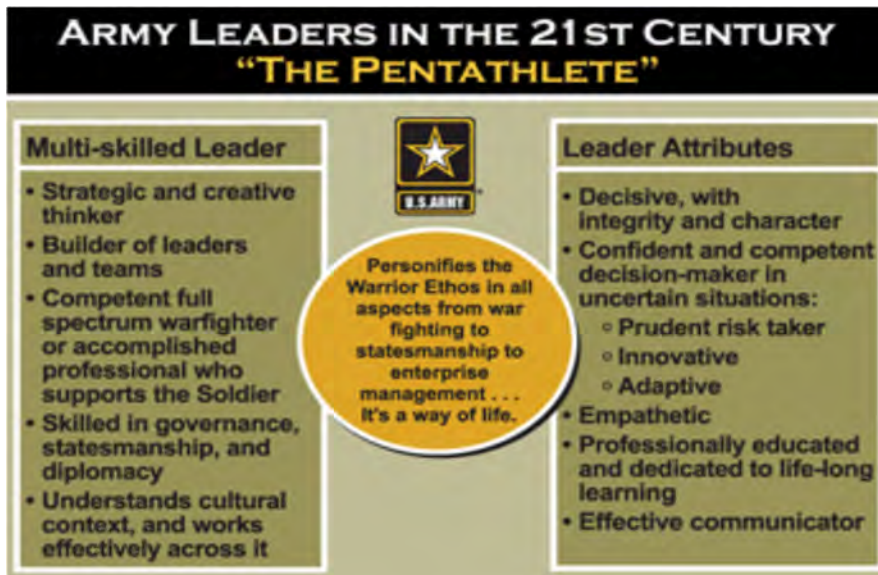 ARMY LEADERS IN THE 21ST CENTURY
"THE PENTATHLETE"
Multi-skilled Leader
• Strategic and creative
thinker
• Builder of leaders
and teams
• Competent full
spectrum warfighter
or accomplished
professional who
supports the Soldier
• Skilled in governance,
statesmanship, and
diplomacy
• Understands cultural
context, and works
effectively across it
U.S.ARMY
Personifies the
Warrior Ethos in all
aspects from war
fighting to
statesmanship to
enterprise
management . . .
It's a way of life.
Leader Attributes
• Decisive, with
integrity and character
• Confident and competent
decision-maker in
uncertain situations:
° Prudent risk taker
° Innovative
° Adaptive
• Empathetic
• Professionally educated
and dedicated to life-long
learning
• Effective communicator